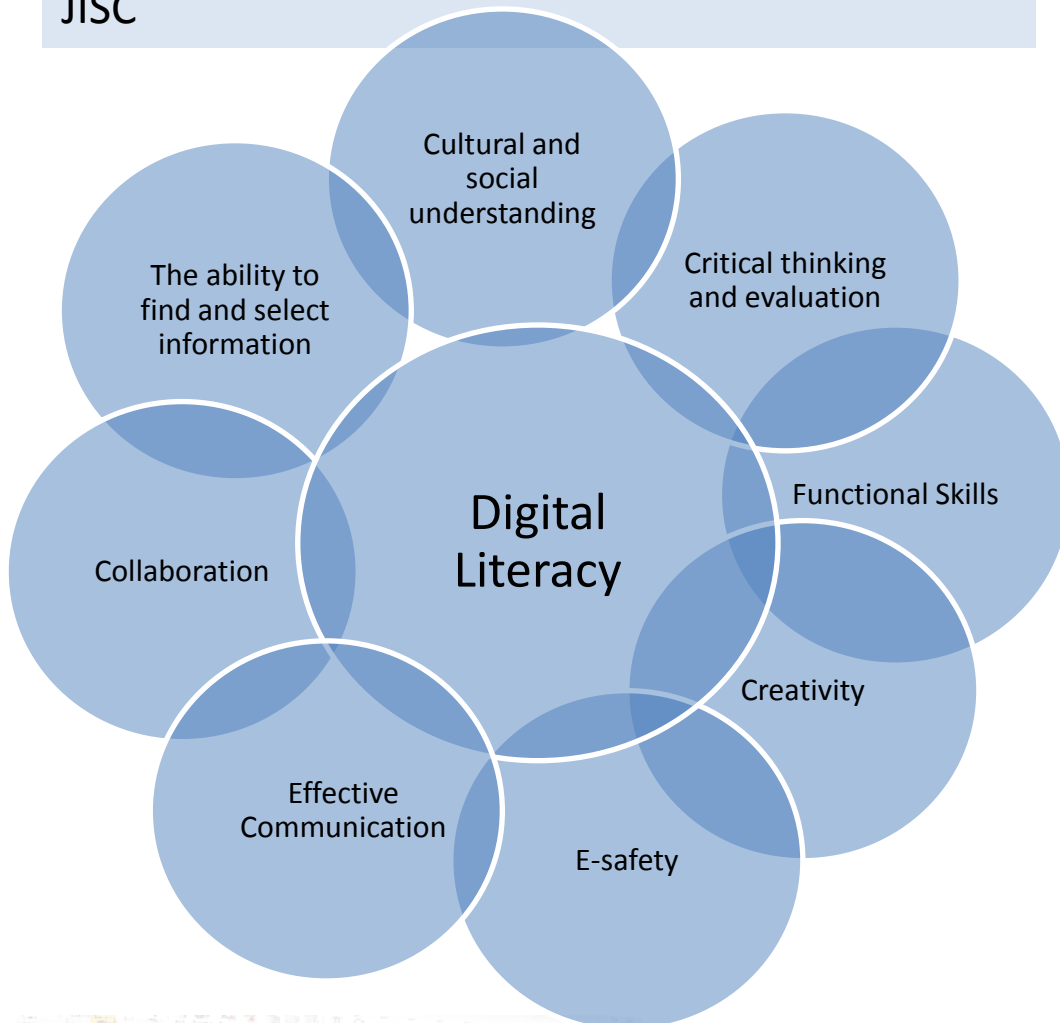 JISC
Cultural and
social
understanding
Critical thinking
and evaluation
The ability to
find and select
information
Functional Skills
Digital
Literacy
Collaboration
Creativity
Effective
Communication
E-safety